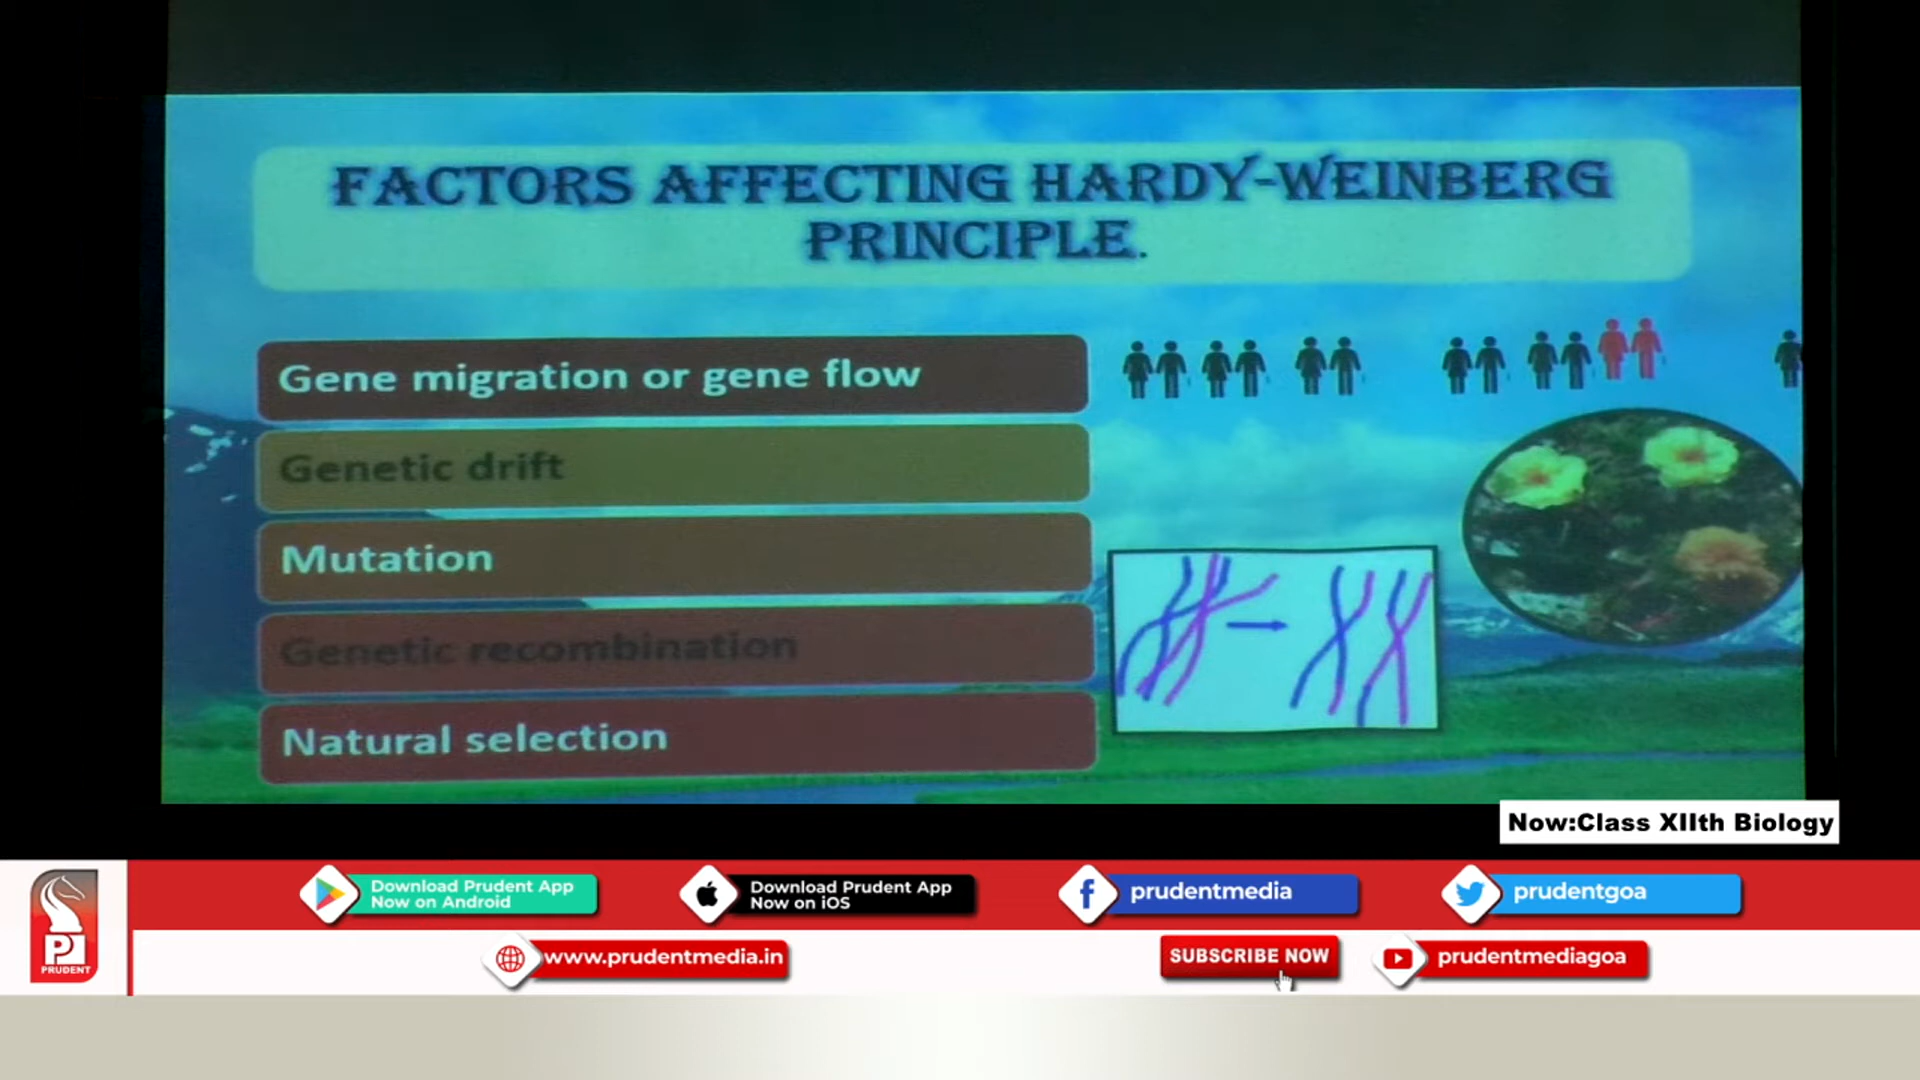 FACTORS AFFECTING HARDY-WEINBERG
PRINCIPLE.
Gene migration or gene flow
Genetic drift
Mutation
Genetic recombination
Natural selection
Now:Class XIIth Biology
Download Prudent App
Now on Android
Download Prudent App
Now on iOS
prudentmedia
prudentgoa
P
PRUDENT
www.prudentmedia.in
SUBSCRIBE NOW
prudentmediagoa